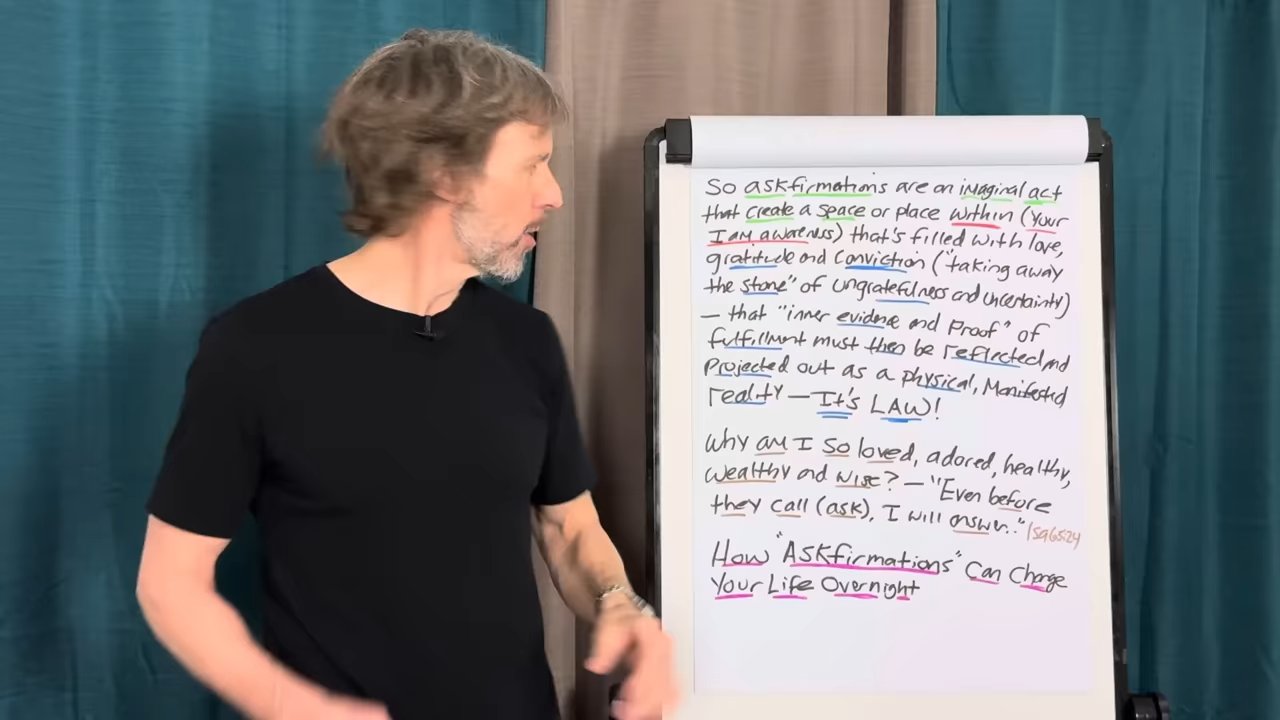 So askfirmations are an imaginal act
that create a space or place within (your
I am awareness) that's filled with love,
gratitude and conviction ("taking away
the stone" of ungratefulness and uncertainty)
— that "inner evidence and proof" of
fulfillment must then be reflected and
projected out as a physical, manifested
reality — It's LAW!
Why am I so loved, adored, healthy,
wealthy and wise? — "Even before
they call (ask), I will answer.." Isa65:24
How "Askfirmations" Can Change
Your Life Overnight